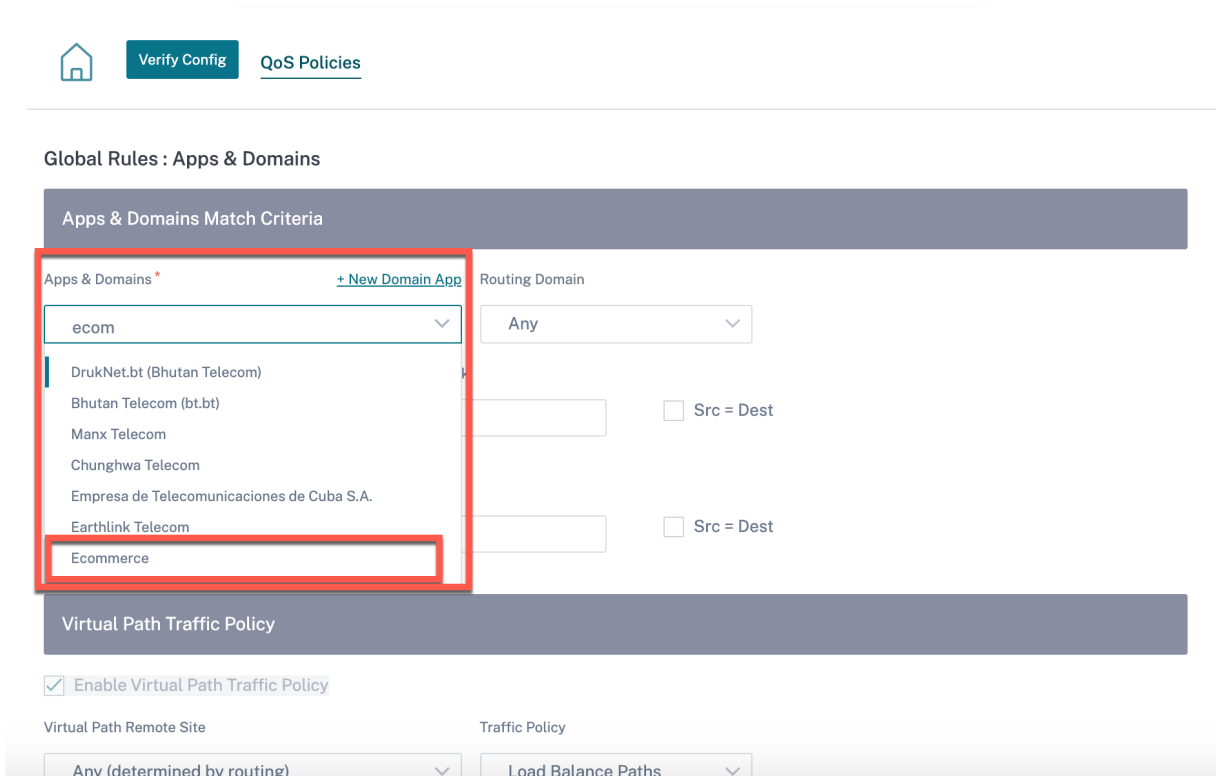 Verify Config
QoS Policies
Global Rules : Apps & Domains
Apps & Domains Match Criteria
Apps & Domains *
+ New Domain App
Routing Domain
ecom
Any
DrukNet.bt (Bhutan Telecom)
Bhutan Telecom (bt.bt)
Src = Dest
Manx Telecom
Chunghwa Telecom
Empresa de Telecomunicaciones de Cuba S.A.
Earthlink Telecom
Src = Dest
Ecommerce
Virtual Path Traffic Policy
Enable Virtual Path Traffic Policy
Virtual Path Remote Site
Traffic Policy
Any (determined by routing)
Load Balance Paths